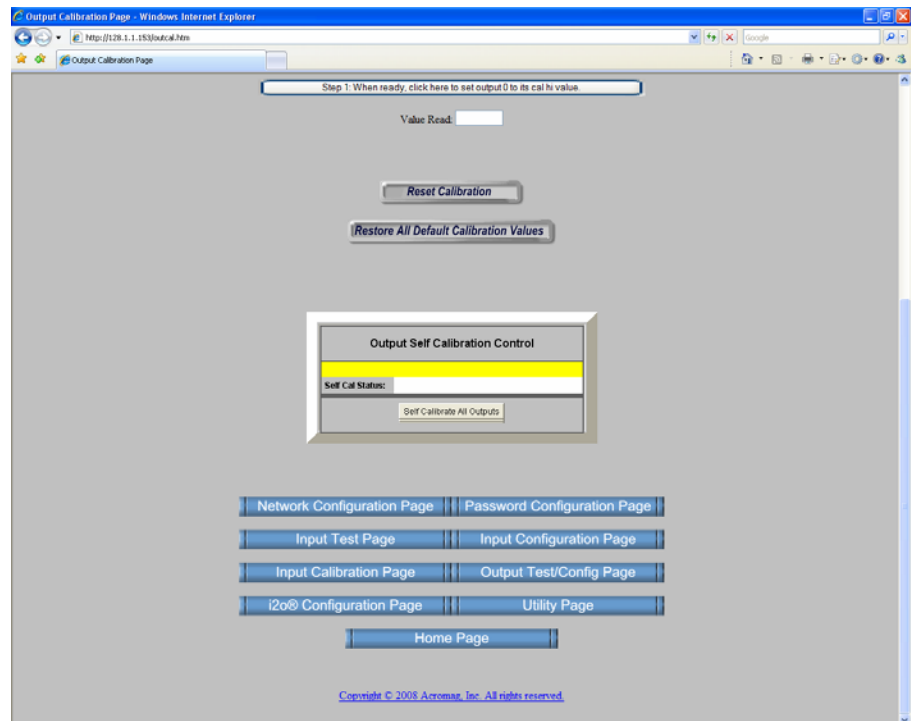 Output Calibration Page - Windows Internet Explorer
http://128.1.1.153/outcal.htm
Google
Output Calibration Page
Step 1: When ready, click here to set output 0 to its cal hi value.
Value Read:
Reset Calibration
Restore All Default Calibration Values
Output Self Calibration Control
Self Cal Status:
Self Calibrate All Outputs
Network Configuration Page Password Configuration Page
Input Test Page Input Configuration Page
Input Calibration Page Output Test/Config Page
i2o® Configuration Page Utility Page
Home Page
Copyright © 2008 Acromag, Inc. All rights reserved.